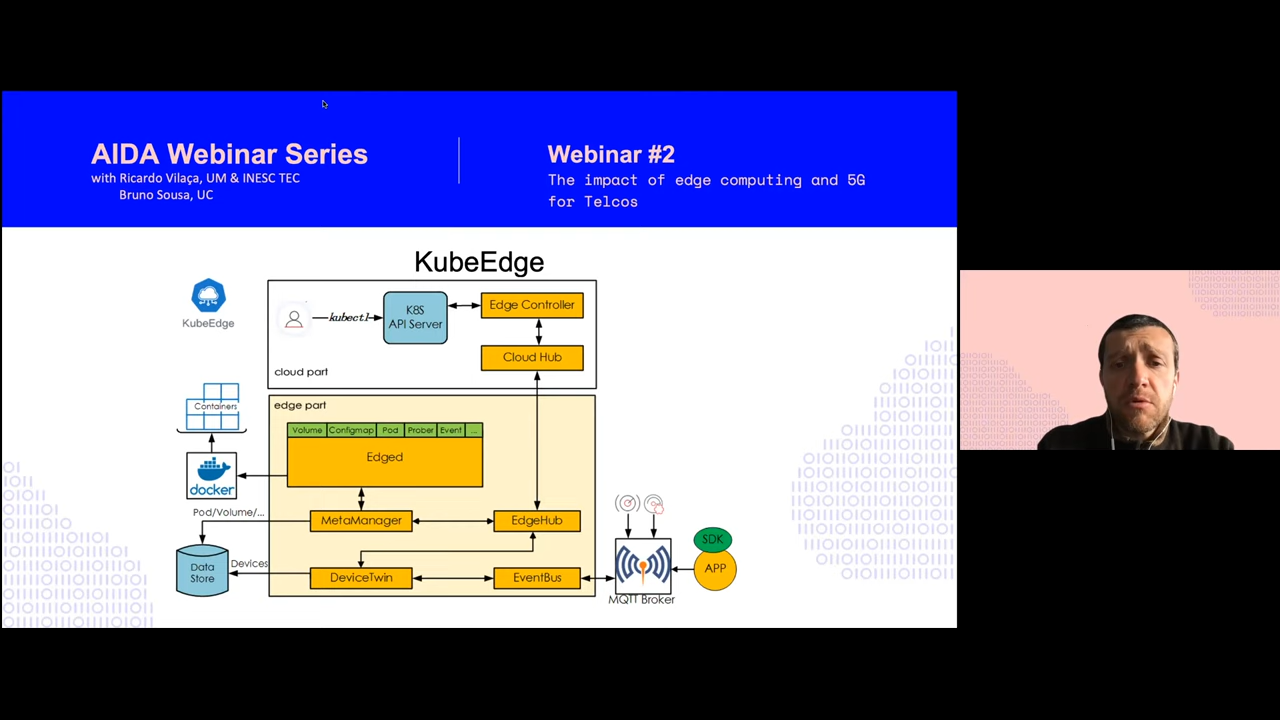 AIDA Webinar Series
with Ricardo Vilaça, UM & INESC TEC
Bruno Sousa, UC
Webinar #2
The impact of edge computing and 5G
for Telcos
KubeEdge
KubeEdge
kubectl
K8S
API Server
Edge Controller
Cloud Hub
cloud part
edge part
Containers
Volume
Configmap
Pod
Prober
Event
...
Edged
docker
Pod/Volume/...
MetaManager
EdgeHub
Data
Store
Devices
DeviceTwin
EventBus
MQTT Broker
SDK
APP